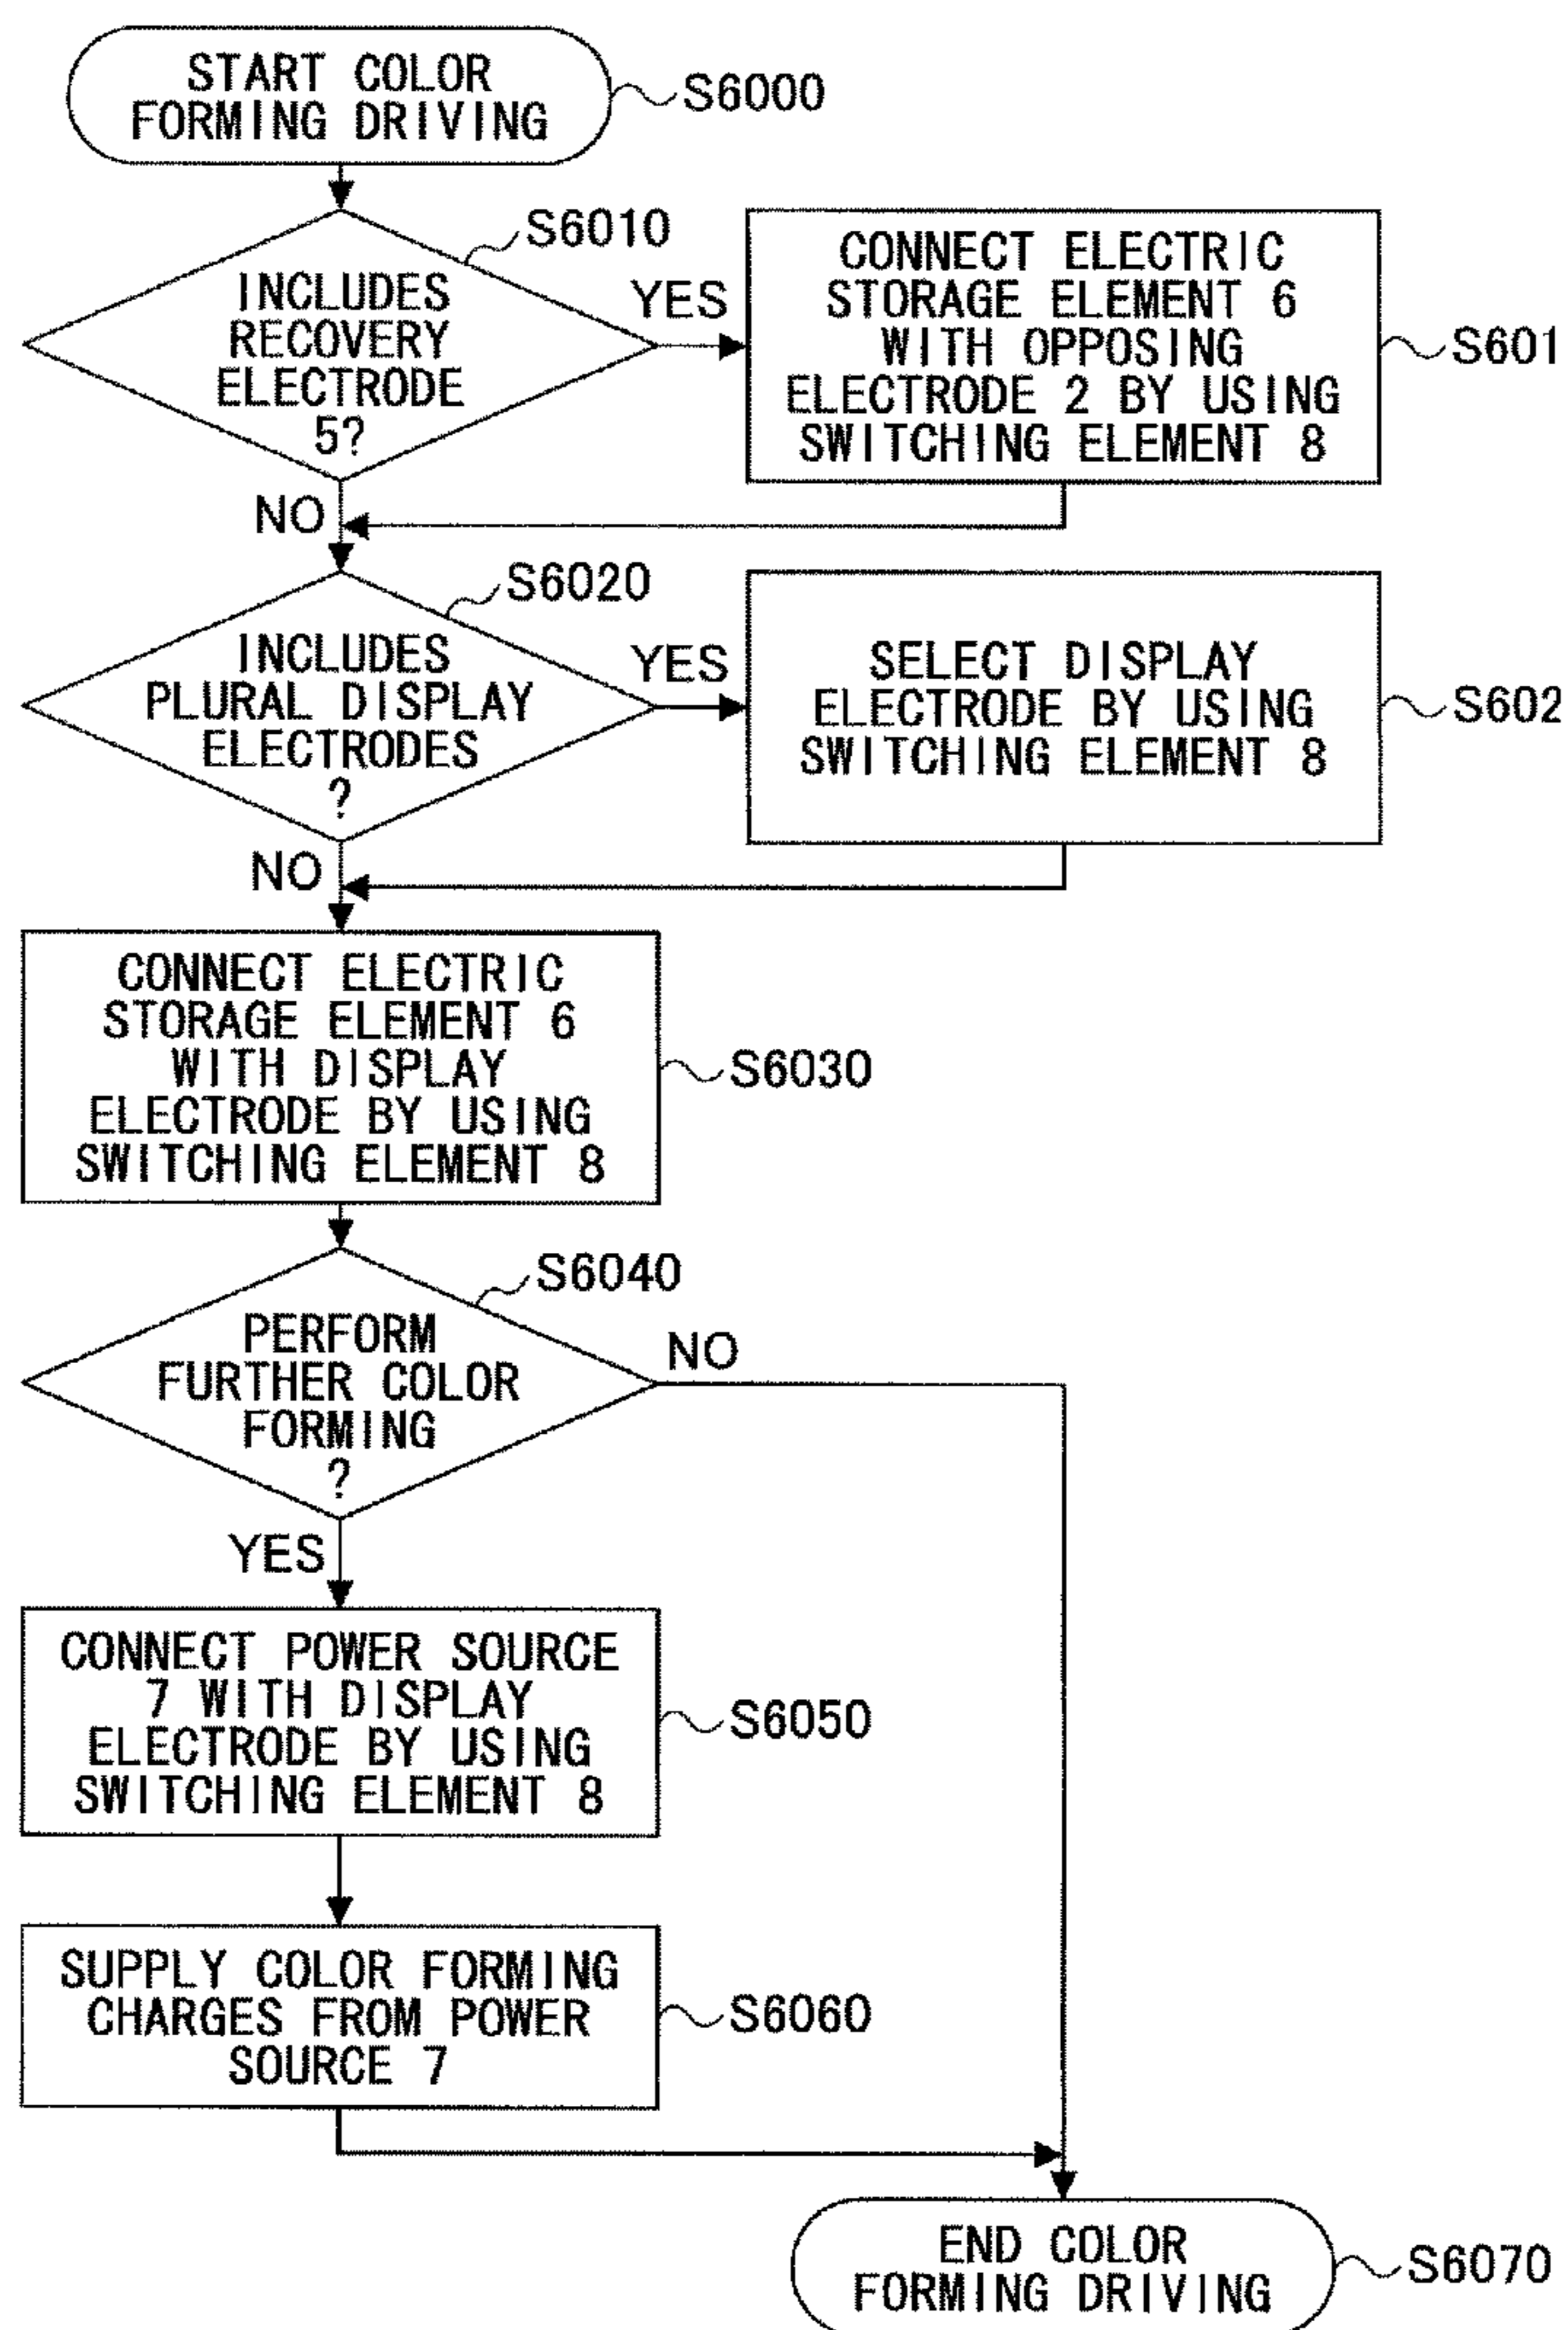 START COLOR
FORMING DRIVING
S6000
S6010
INCLUDES
RECOVERY
ELECTRODE
5?
YES
NO
CONNECT ELECTRIC
STORAGE ELEMENT 6
WITH OPPOSING
ELECTRODE 2 BY USING
SWITCHING ELEMENT 8
S601
S6020
INCLUDES
PLURAL DISPLAY
ELECTRODES
?
YES
NO
SELECT DISPLAY
ELECTRODE BY USING
SWITCHING ELEMENT 8
S602
CONNECT ELECTRIC
STORAGE ELEMENT 6
WITH DISPLAY
ELECTRODE BY USING
SWITCHING ELEMENT 8
S6030
S6040
PERFORM
FURTHER COLOR
FORMING
?
NO
YES
CONNECT POWER SOURCE
7 WITH DISPLAY
ELECTRODE BY USING
SWITCHING ELEMENT 8
S6050
SUPPLY COLOR FORMING
CHARGES FROM POWER
SOURCE 7
S6060
END COLOR
FORMING DRIVING
S6070